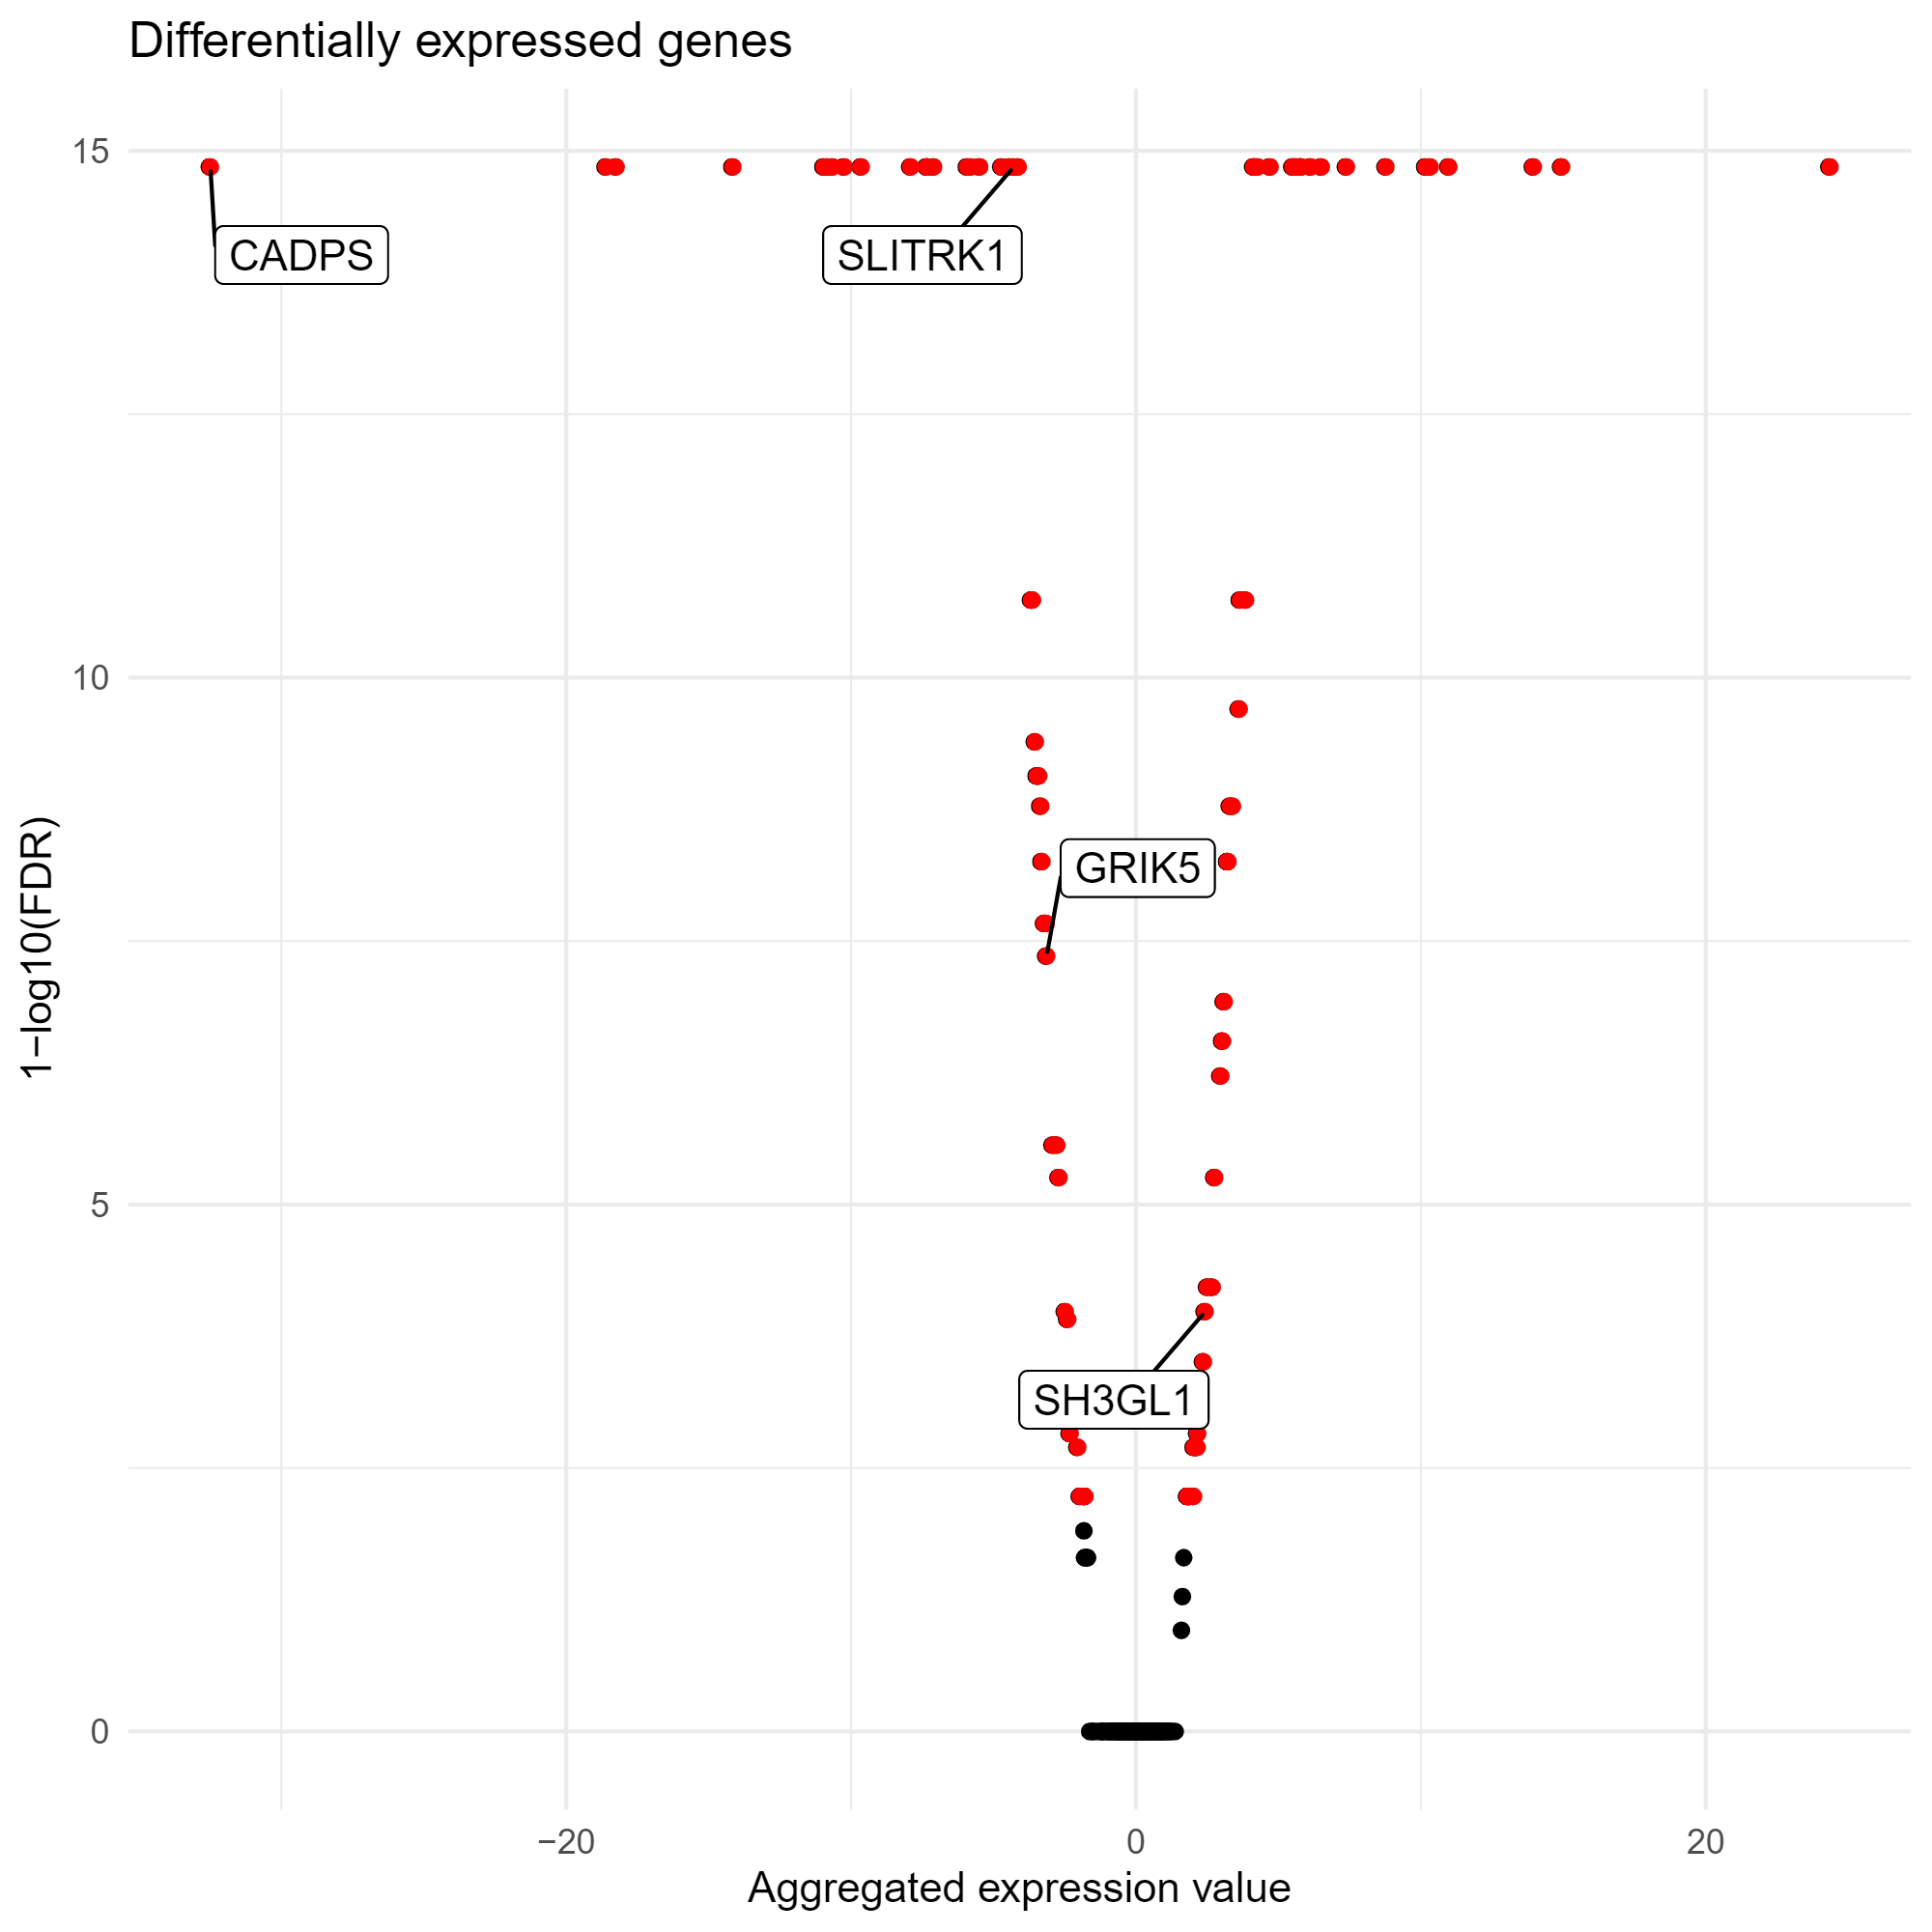 Differentially expressed genes
15
CADPS
SLITRK1
10
GRIK5
1−log10(FDR)
5
SH3GL1
0
−20
0
20
Aggregated expression value